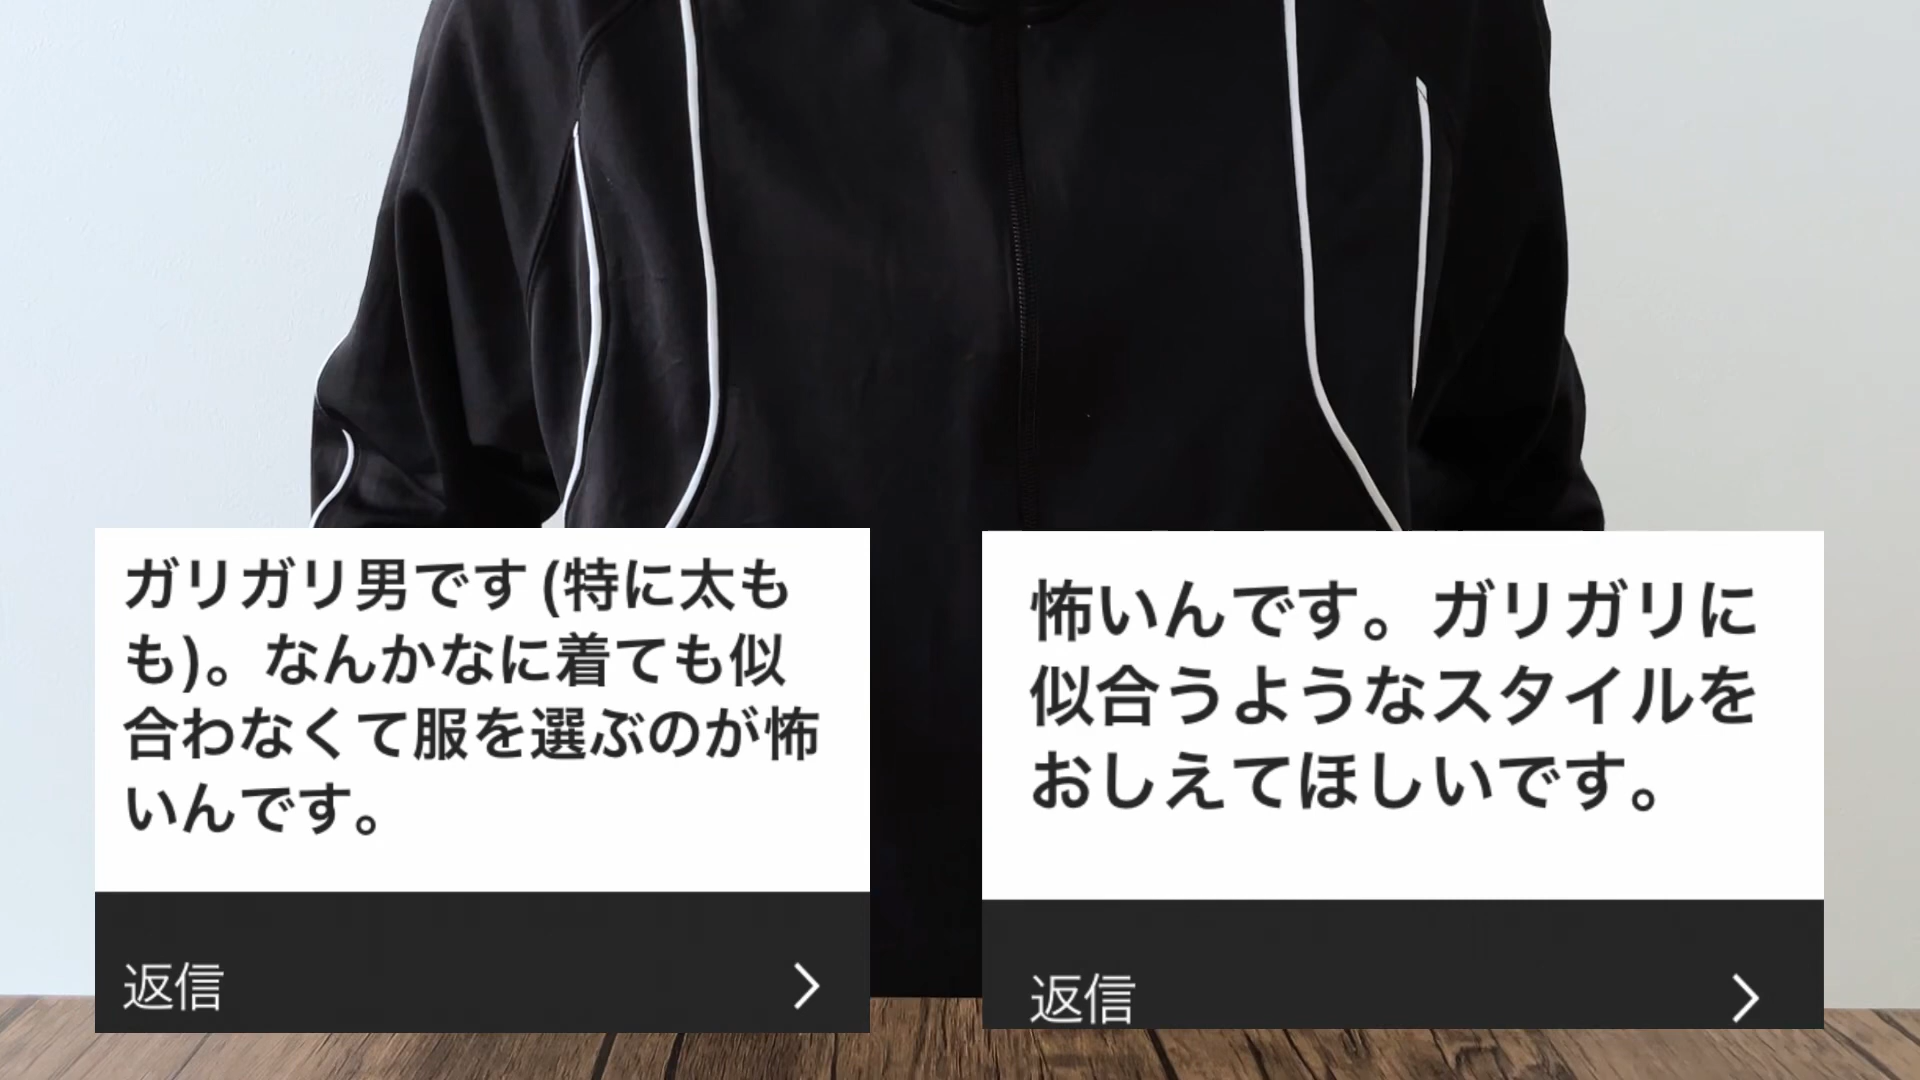 ガリガリ男です(特に太も
も)。なんかなに着ても似
合わなくて服を選ぶのが怖
いんです。
返信
怖いんです。ガリガリに
似合うようなスタイルを
おしえてほしいです。
返信